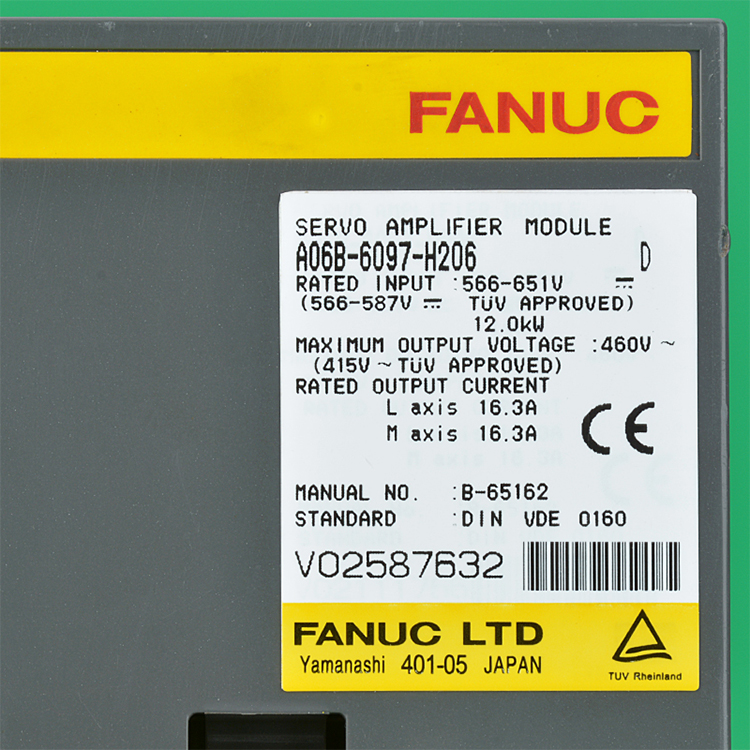 FANUC
SERVO AMPLIFIER MODULE
A06B-6097-H206 D
RATED INPUT :566-651V ⎓
(566-587V ⎓ TÜV APPROVED)
12.0kW
MAXIMUM OUTPUT VOLTAGE :460V~
(415V~TÜV APPROVED)
RATED OUTPUT CURRENT
L axis 16.3A
M axis 16.3A
CE
MANUAL NO. :B-65162
STANDARD :DIN VDE 0160
V02587632
FANUC LTD
Yamanashi 401-05 JAPAN
TUV Rheinland